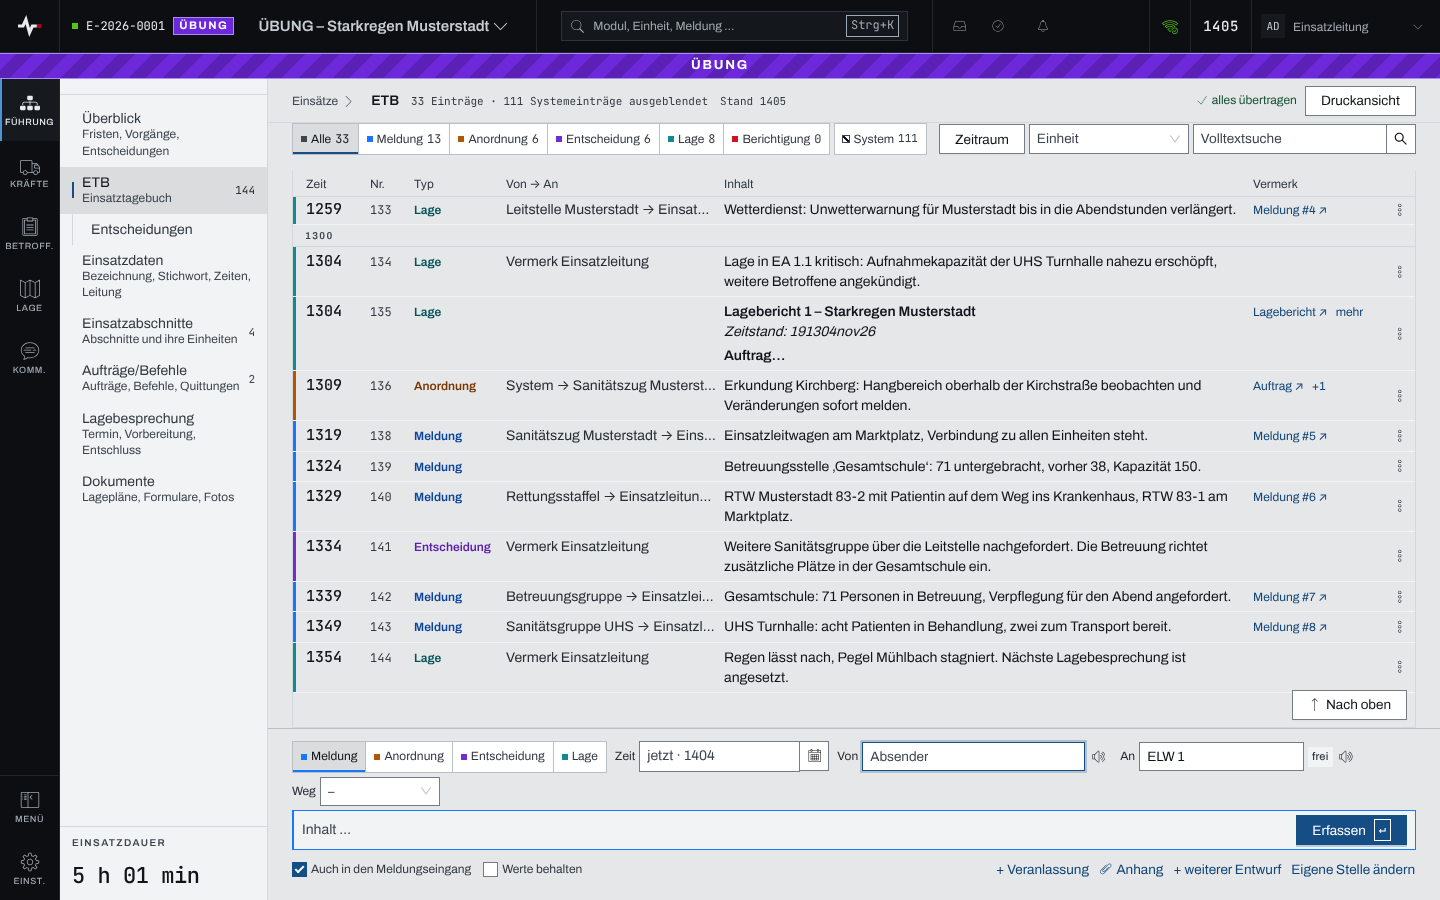 E-2026-0001 ÜBUNG ÜBUNG – Starkregen Musterstadt Modul, Einheit, Meldung ... Strg+K 1405 AD Einsatzleitung
ÜBUNG
FÜHRUNG
KRÄFTE
BETROFF.
LAGE
KOMM.
MENÜ
EINST.
Überblick
Fristen, Vorgänge,
Entscheidungen
ETB
Einsatztagebuch
144
Entscheidungen
Einsatzdaten
Bezeichnung, Stichwort, Zeiten,
Leitung
Einsatzabschnitte
Abschnitte und ihre Einheiten
4
Aufträge/Befehle
Aufträge, Befehle, Quittungen
2
Lagebesprechung
Termin, Vorbereitung,
Entschluss
Dokumente
Lagepläne, Formulare, Fotos
EINSATZDAUER
5 h 01 min
Einsätze ETB 33 Einträge · 111 Systemeinträge ausgeblendet Stand 1405 alles übertragen Druckansicht
Alle 33 Meldung 13 Anordnung 6 Entscheidung 6 Lage 8 Berichtigung 0 System 111 Zeitraum Einheit Volltextsuche
Zeit Nr. Typ Von → An Inhalt Vermerk
1259 133 Lage Leitstelle Musterstadt → Einsat... Wetterdienst: Unwetterwarnung für Musterstadt bis in die Abendstunden verlängert. Meldung #4 ↗
1300
1304 134 Lage Vermerk Einsatzleitung Lage in EA 1.1 kritisch: Aufnahmekapazität der UHS Turnhalle nahezu erschöpft,
weitere Betroffene angekündigt.
1304 135 Lage Lagebericht 1 – Starkregen Musterstadt Lagebericht ↗ mehr
Zeitstand: 191304nov26
Auftrag...
1309 136 Anordnung System → Sanitätszug Musterst... Erkundung Kirchberg: Hangbereich oberhalb der Kirchstraße beobachten und Auftrag ↗ +1
Veränderungen sofort melden.
1319 138 Meldung Sanitätszug Musterstadt → Eins... Einsatzleitwagen am Marktplatz, Verbindung zu allen Einheiten steht. Meldung #5 ↗
1324 139 Meldung Betreuungsstelle ‚Gesamtschule‘: 71 untergebracht, vorher 38, Kapazität 150.
1329 140 Meldung Rettungsstaffel → Einsatzleitun... RTW Musterstadt 83-2 mit Patientin auf dem Weg ins Krankenhaus, RTW 83-1 am Meldung #6 ↗
Marktplatz.
1334 141 Entscheidung Vermerk Einsatzleitung Weitere Sanitätsgruppe über die Leitstelle nachgefordert. Die Betreuung richtet
zusätzliche Plätze in der Gesamtschule ein.
1339 142 Meldung Betreuungsgruppe → Einsatzlei... Gesamtschule: 71 Personen in Betreuung, Verpflegung für den Abend angefordert. Meldung #7 ↗
1349 143 Meldung Sanitätsgruppe UHS → Einsatzl... UHS Turnhalle: acht Patienten in Behandlung, zwei zum Transport bereit. Meldung #8 ↗
1354 144 Lage Vermerk Einsatzleitung Regen lässt nach, Pegel Mühlbach stagniert. Nächste Lagebesprechung ist
angesetzt.
↑ Nach oben
Meldung Anordnung Entscheidung Lage Zeit jetzt · 1404 Von Absender An ELW 1 frei
Weg –
Inhalt ... Erfassen ↵
Auch in den Meldungseingang Werte behalten + Veranlassung Anhang + weiterer Entwurf Eigene Stelle ändern